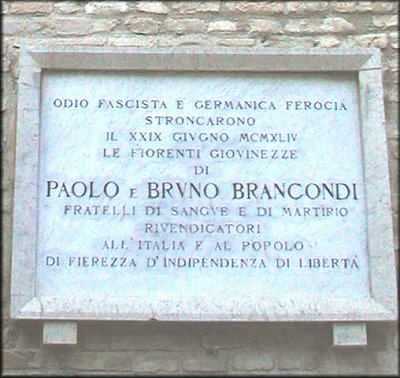 ODIO FASCISTA E GERMANICA FEROCIA
STRONCARONO
IL XXIX GIVGNO MCMXLIV
LE FIORENTI GIOVINEZZE
DI
PAOLO E BRVNO BRANCONDI
FRATELLI DI SANGVE E DI MARTIRIO
RIVENDICATORI
ALL'ITALIA E AL POPOLO
DI FIEREZZA D'INDIPENDENZA DI LIBERTA'